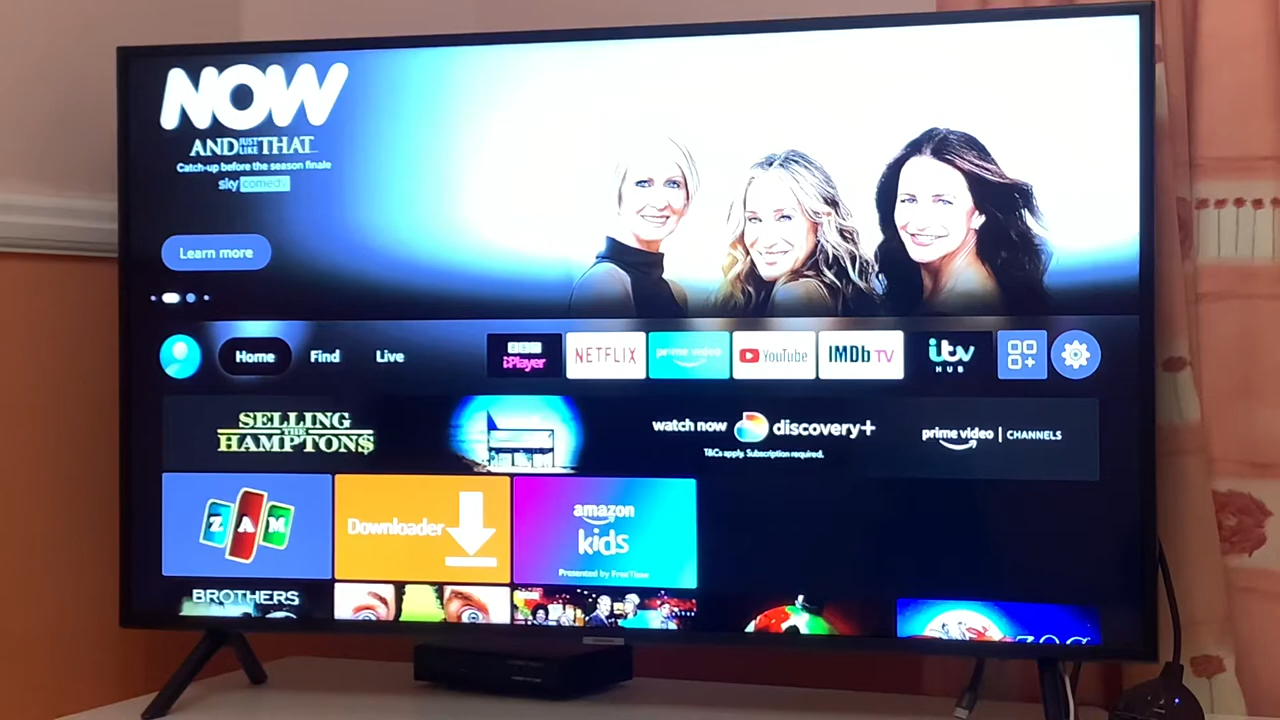 NOW
AND JUST LIKE THAT...
Catch-up before the season finale
sky comedy
Learn more
Home
Find
Live
BBC
iPlayer
NETFLIX
prime video
YouTube
IMDb TV
itv
HUB
SELLING
THE
HAMPTON$
watch now discovery+
T&Cs apply. Subscription required.
prime video | CHANNELS
ZAM
Downloader
amazon
kids
Presented by FreeTime
BROTHERS